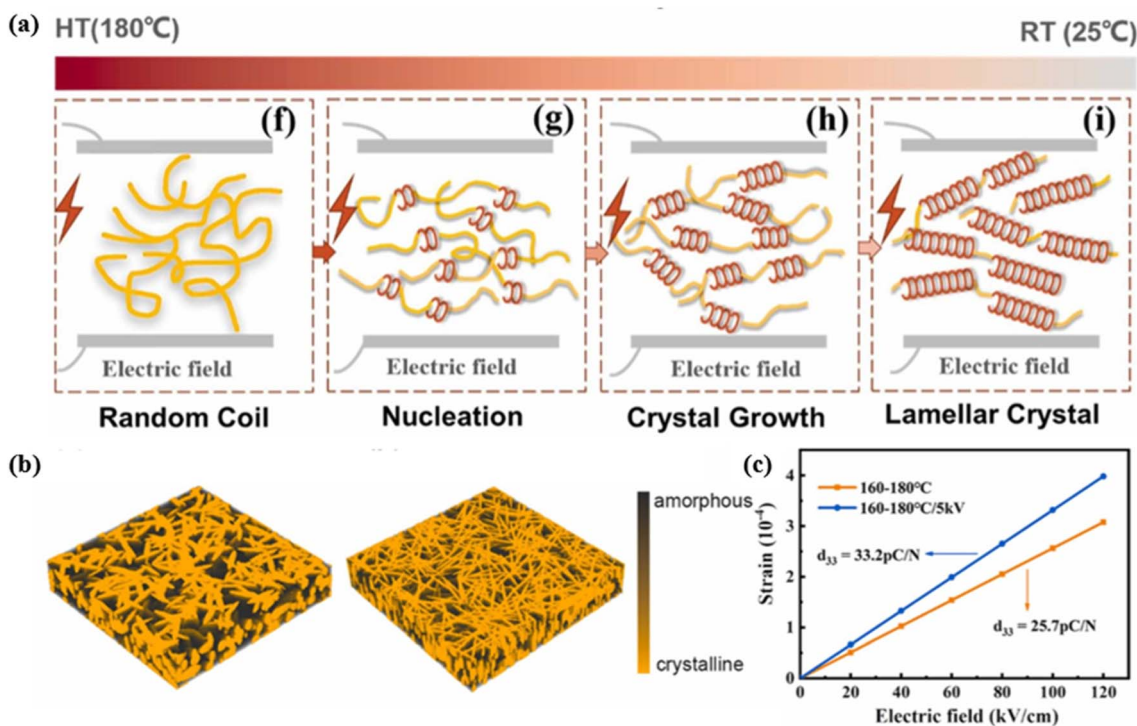 (a)
HT(180℃)
RT (25℃)
(f)
(g)
(h)
(i)
Electric field
Electric field
Electric field
Electric field
Random Coil
Nucleation
Crystal Growth
Lamellar Crystal
(b)
amorphous
crystalline
(c)
4
3
2
1
0
Strain (10⁻⁴)
160-180℃
160-180℃/5kV
d₃₃ = 33.2pC/N
d₃₃ = 25.7pC/N
0 20 40 60 80 100 120
Electric field (kV/cm)